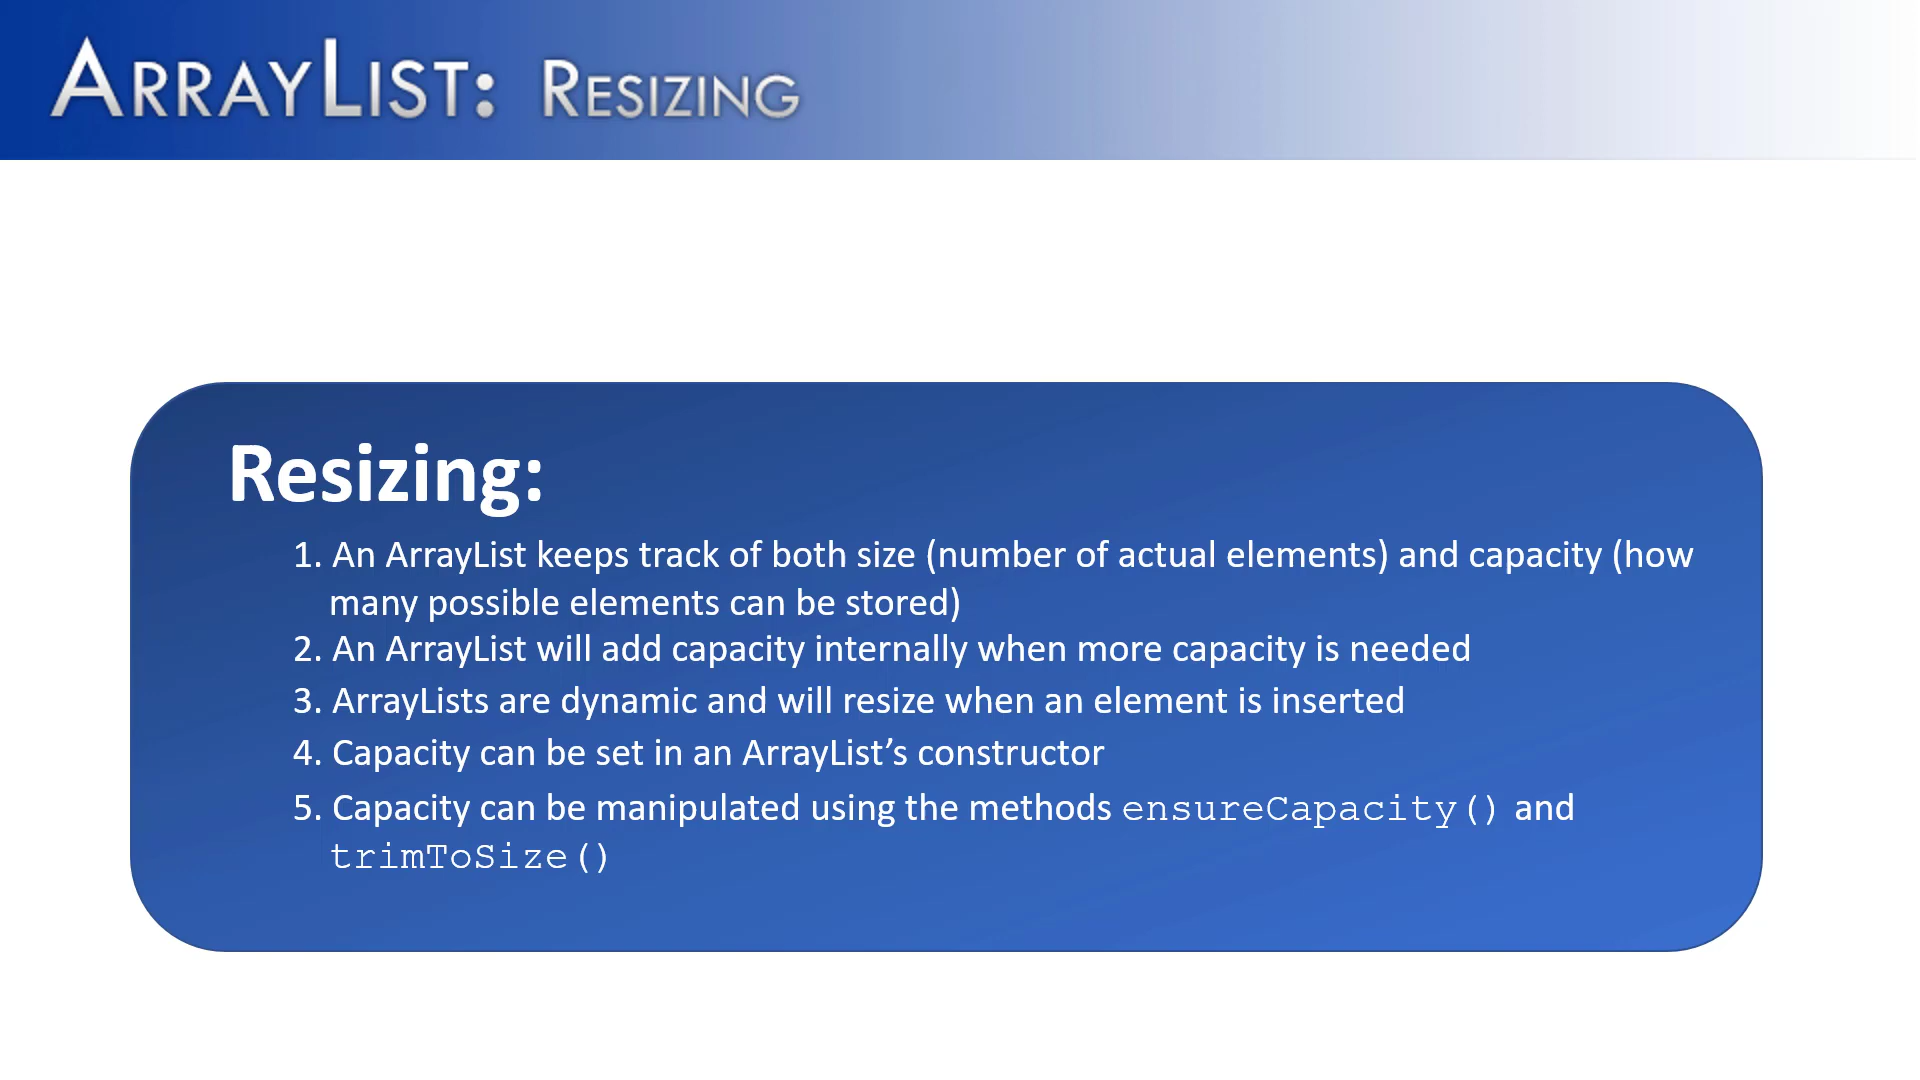 ArrayList: Resizing
Resizing:
1. An ArrayList keeps track of both size (number of actual elements) and capacity (how
many possible elements can be stored)
2. An ArrayList will add capacity internally when more capacity is needed
3. ArrayLists are dynamic and will resize when an element is inserted
4. Capacity can be set in an ArrayList’s constructor
5. Capacity can be manipulated using the methods ensureCapacity() and
trimToSize()